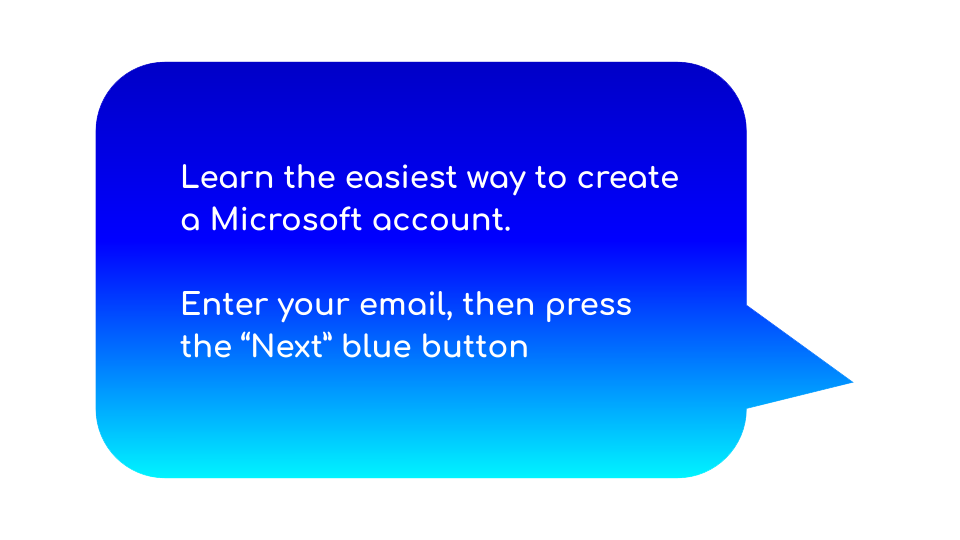 Learn the easiest way to create
a Microsoft account.
Enter your email, then press
the “Next” blue button